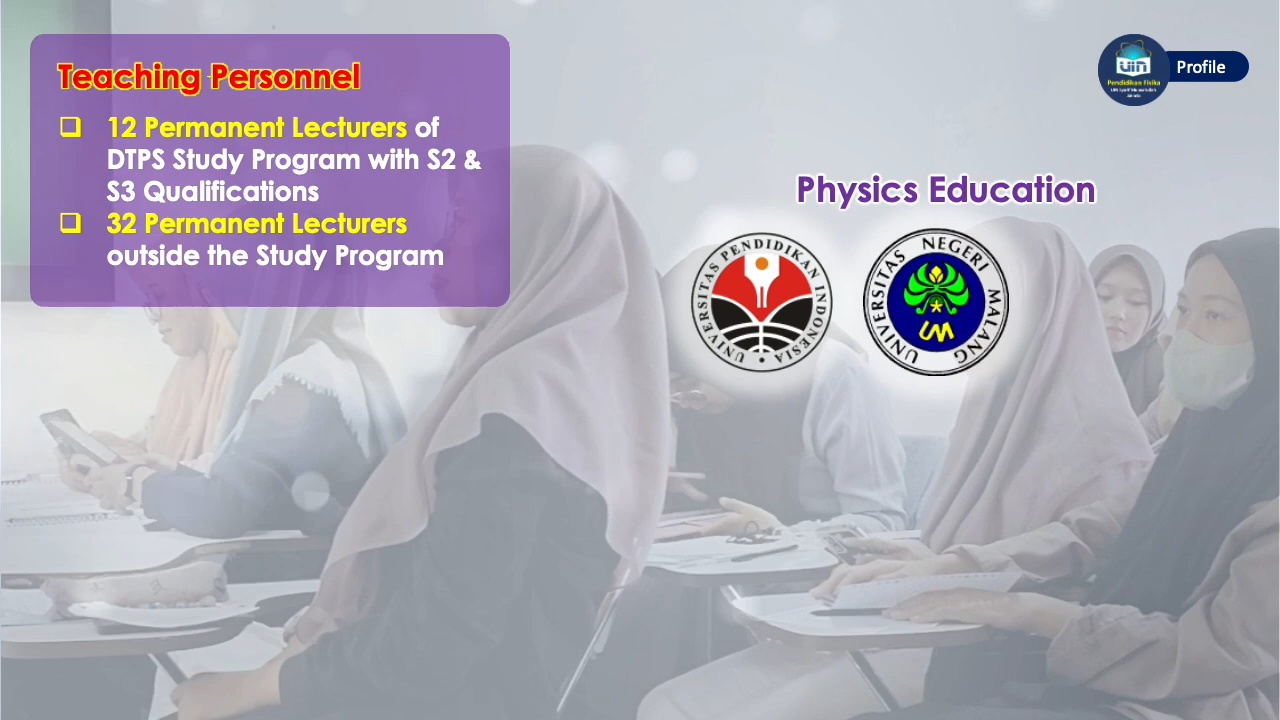 Teaching Personnel
❑ 12 Permanent Lecturers of
DTPS Study Program with S2 &
S3 Qualifications
❑ 32 Permanent Lecturers
outside the Study Program
uin
Pendidikan Fisika
Profile
Physics Education
UNIVERSITAS PENDIDIKAN INDONESIA
UNIVERSITAS NEGERI MALANG
UM